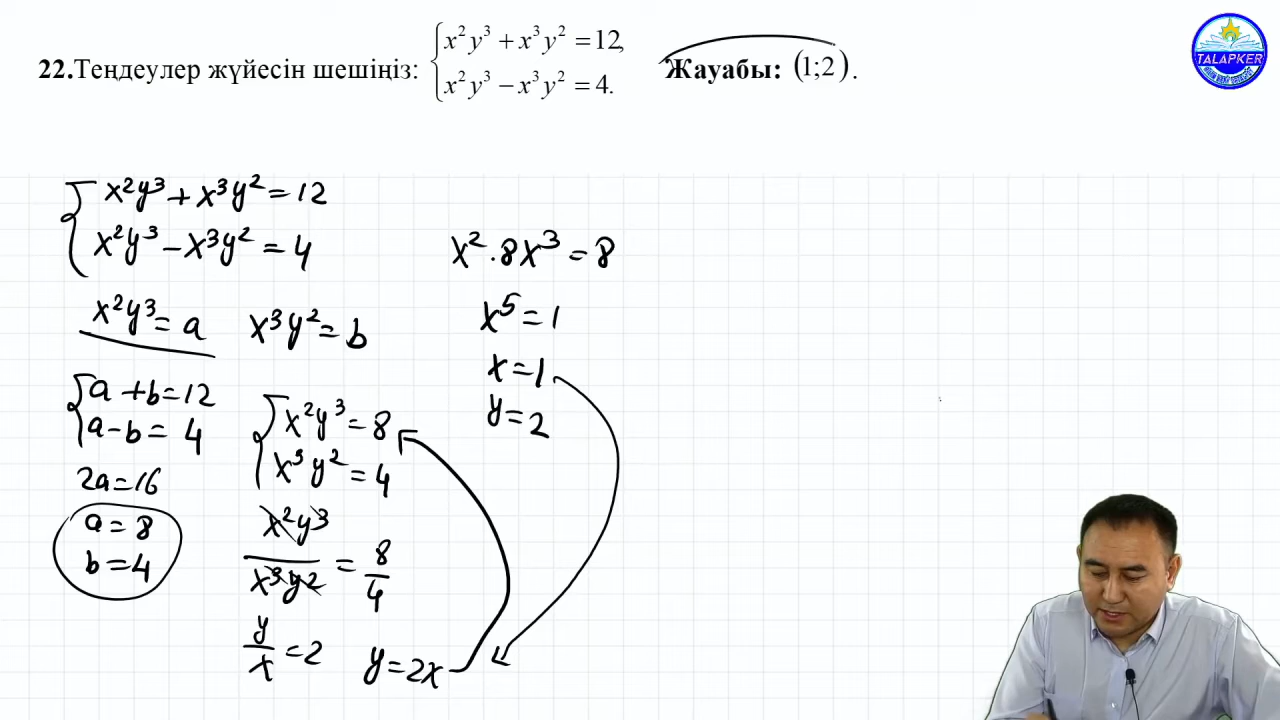 22.Теңдеулер жүйесін шешіңіз: { x²y³ + x³y² = 12, x²y³ − x³y² = 4. Жауабы: (1;2).
TALAPKER
x²y³ + x³y² = 12
x²y³ − x³y² = 4
x²y³ = a x³y² = b
a + b = 12
a − b = 4
2a = 16
a = 8
b = 4
x²y³ = 8
x³y² = 4
x²y³ / x³y² = 8/4
y/x = 2 y = 2x
x² · 8x³ = 8
x⁵ = 1
x = 1
y = 2